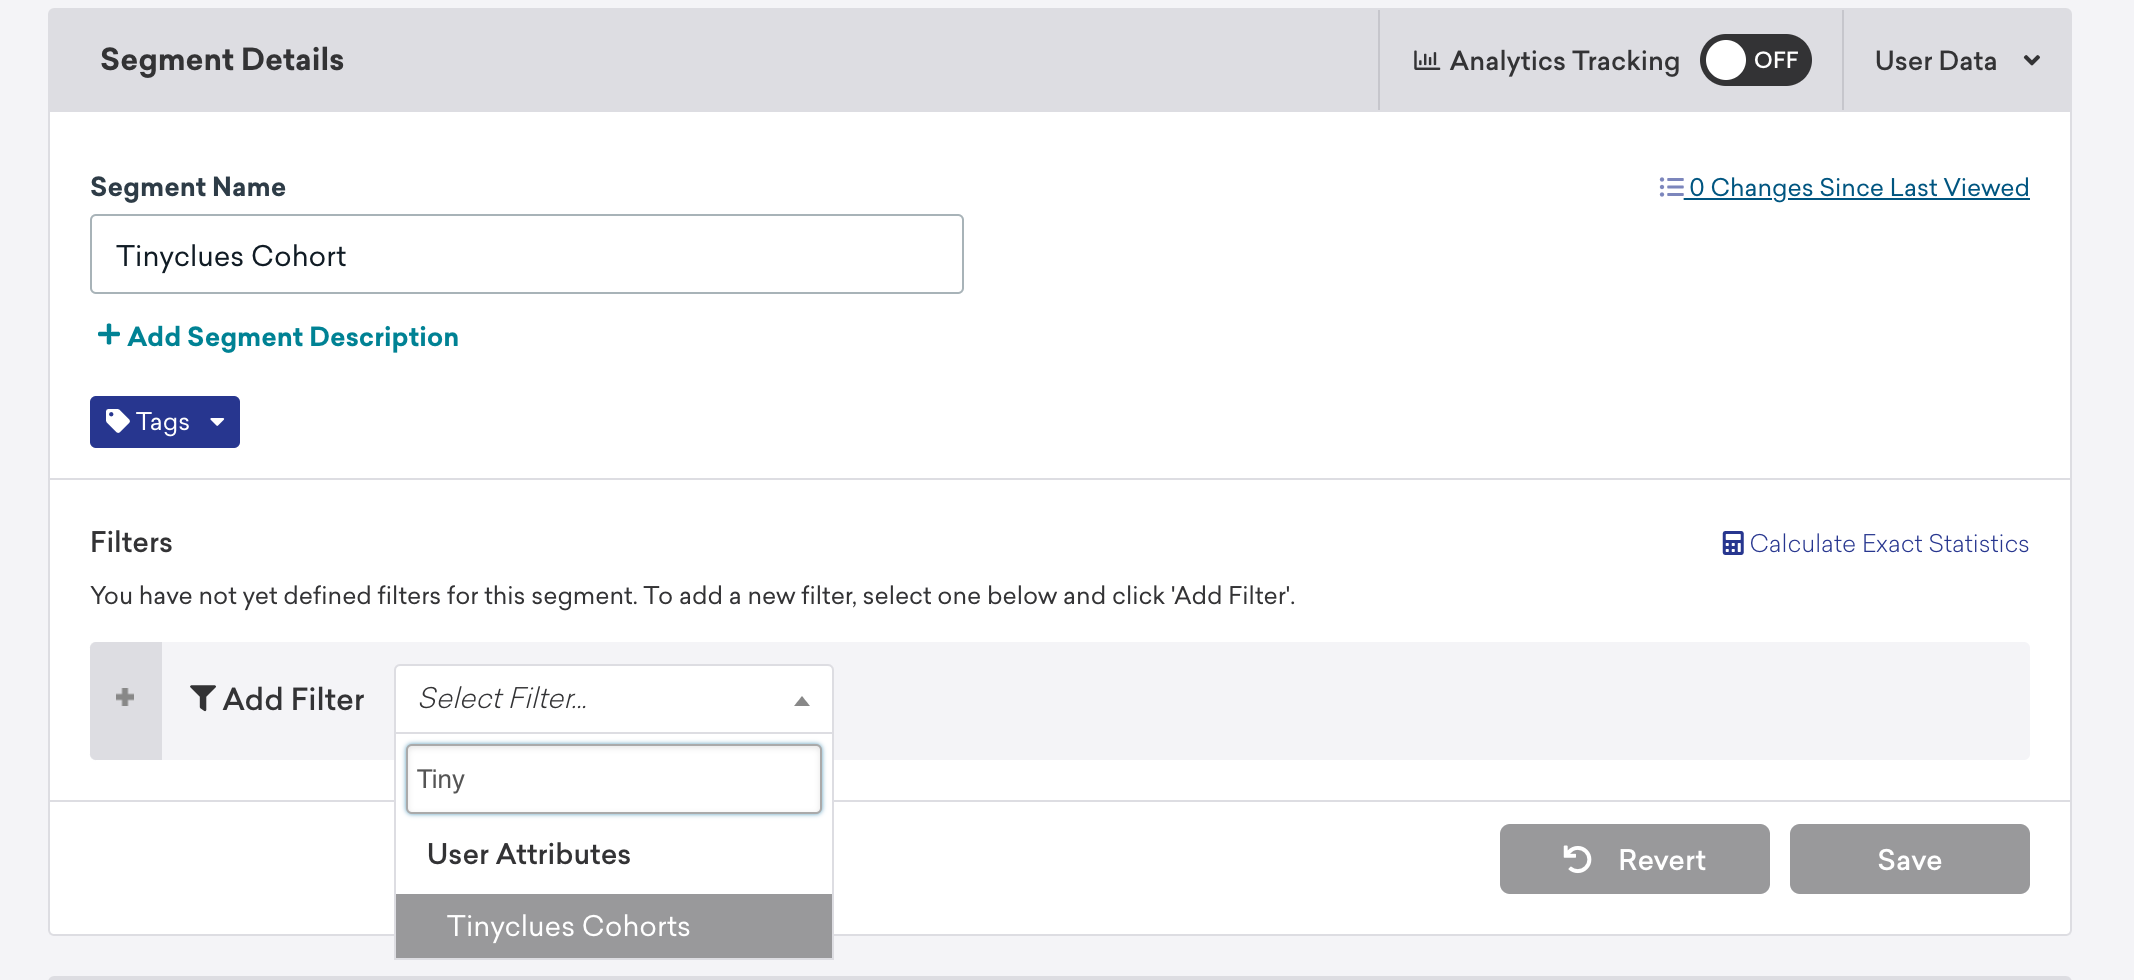 Segment Details
Analytics Tracking
OFF
User Data
Segment Name
0 Changes Since Last Viewed
Tinyclues Cohort
+ Add Segment Description
Tags
Filters
Calculate Exact Statistics
You have not yet defined filters for this segment. To add a new filter, select one below and click 'Add Filter'.
+
Add Filter
Select Filter...
Tiny
User Attributes
Tinyclues Cohorts
Revert
Save